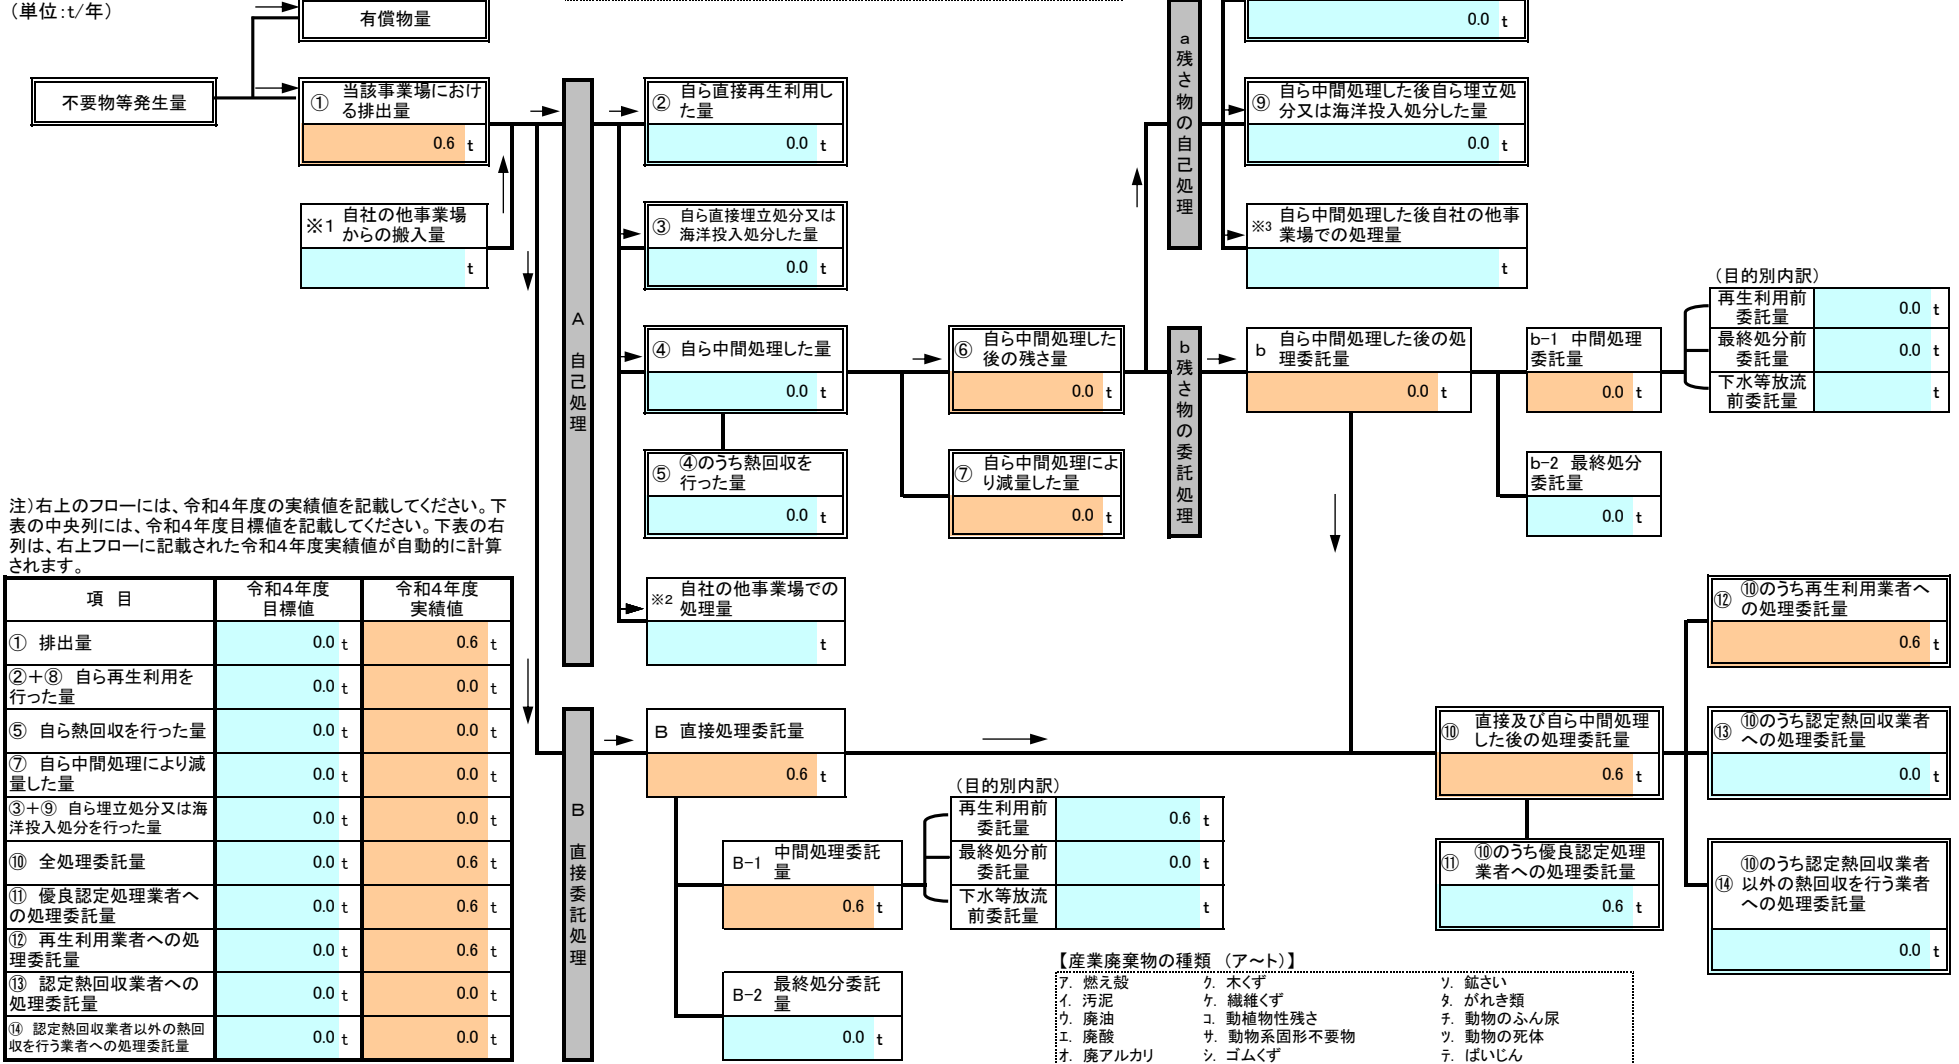 （単位：t/年）
有償物量
不要物等発生量
① 当該事業場におけ
る排出量
0.6 t
※1 自社の他事業場
からの搬入量
t
A 自己処理
② 自ら直接再生利用し
た量
0.0 t
③ 自ら直接埋立処分又は
海洋投入処分した量
0.0 t
④ 自ら中間処理した量
0.0 t
⑤ ④のうち熱回収を
行った量
0.0 t
※2 自社の他事業場での
処理量
t
⑥ 自ら中間処理した
後の残さ量
0.0 t
⑦ 自ら中間処理によ
り減量した量
0.0 t
a 残さ物の自己処理
0.0 t
⑨ 自ら中間処理した後自ら埋立処
分又は海洋投入処分した量
0.0 t
※3 自ら中間処理した後自社の他事
業場での処理量
t
b 残さ物の委託処理
b 自ら中間処理した後の処
理委託量
0.0 t
b-1 中間処理
委託量
0.0 t
b-2 最終処分
委託量
0.0 t
（目的別内訳）
再生利用前
委託量
0.0 t
最終処分前
委託量
0.0 t
下水等放流
前委託量
t
注）右上のフローには、令和4年度の実績値を記載してください。下
表の中央列には、令和4年度目標値を記載してください。下表の右
列は、右上フローに記載された令和4年度実績値が自動的に計算
されます。
項 目 令和4年度 令和4年度
目標値 実績値
① 排出量 0.0 t 0.6 t
②＋⑧ 自ら再生利用を
行った量 0.0 t 0.0 t
⑤ 自ら熱回収を行った量 0.0 t 0.0 t
⑦ 自ら中間処理により減
量した量 0.0 t 0.0 t
③＋⑨ 自ら埋立処分又は海
洋投入処分を行った量 0.0 t 0.0 t
⑩ 全処理委託量 0.0 t 0.6 t
⑪ 優良認定処理業者へ
の処理委託量 0.0 t 0.6 t
⑫ 再生利用業者への処
理委託量 0.0 t 0.6 t
⑬ 認定熱回収業者への
処理委託量 0.0 t 0.0 t
⑭ 認定熱回収業者以外の熱回
収を行う業者への処理委託量 0.0 t 0.0 t
B 直接委託処理
B 直接処理委託量
0.6 t
B-1 中間処理委託
量
0.6 t
B-2 最終処分委託
量
0.0 t
（目的別内訳）
再生利用前
委託量
0.6 t
最終処分前
委託量
0.0 t
下水等放流
前委託量
t
⑩ 直接及び自ら中間処理
した後の処理委託量
0.6 t
⑪ ⑩のうち優良認定処理
業者への処理委託量
0.6 t
⑫ ⑩のうち再生利用業者へ
の処理委託量
0.6 t
⑬ ⑩のうち認定熱回収業者
への処理委託量
0.0 t
⑭ ⑩のうち認定熱回収業者
以外の熱回収を行う業者
への処理委託量
0.0 t
【産業廃棄物の種類 （ア～ト）】
ア. 燃え殻 ク. 木くず ソ. 鉱さい
イ. 汚泥 ケ. 繊維くず タ. がれき類
ウ. 廃油 コ. 動植物性残さ チ. 動物のふん尿
エ. 廃酸 サ. 動物系固形不要物 ツ. 動物の死体
オ. 廃アルカリ シ. ゴムくず テ. ばいじん